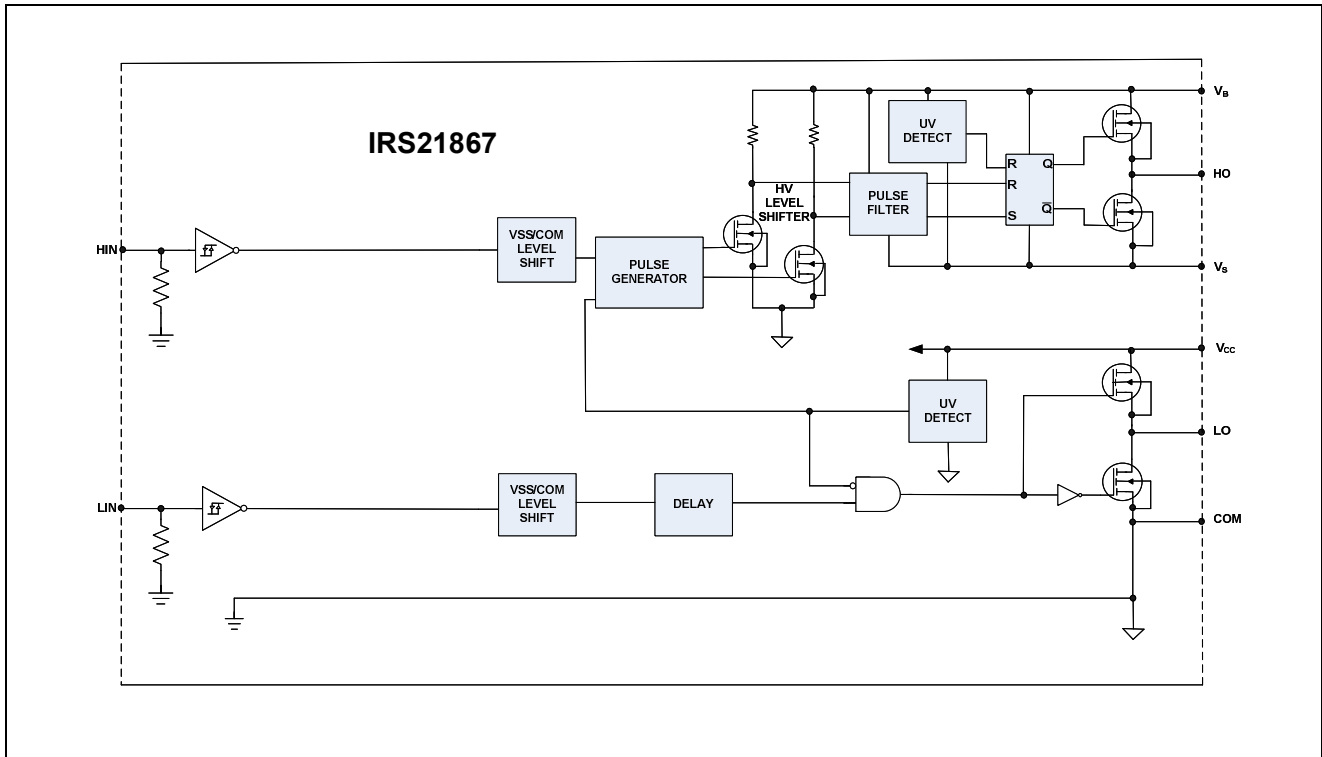 IRS21867
VB
UV
DETECT
R
Q
HO
R
HV
LEVEL
SHIFTER
PULSE
FILTER
S
Q̅
HIN
VSS/COM
LEVEL
SHIFT
PULSE
GENERATOR
VS
VCC
UV
DETECT
LO
LIN
VSS/COM
LEVEL
SHIFT
DELAY
COM